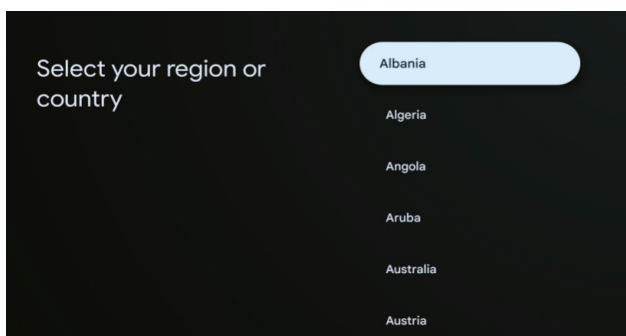 Select your region or
country
Albania
Algeria
Angola
Aruba
Australia
Austria